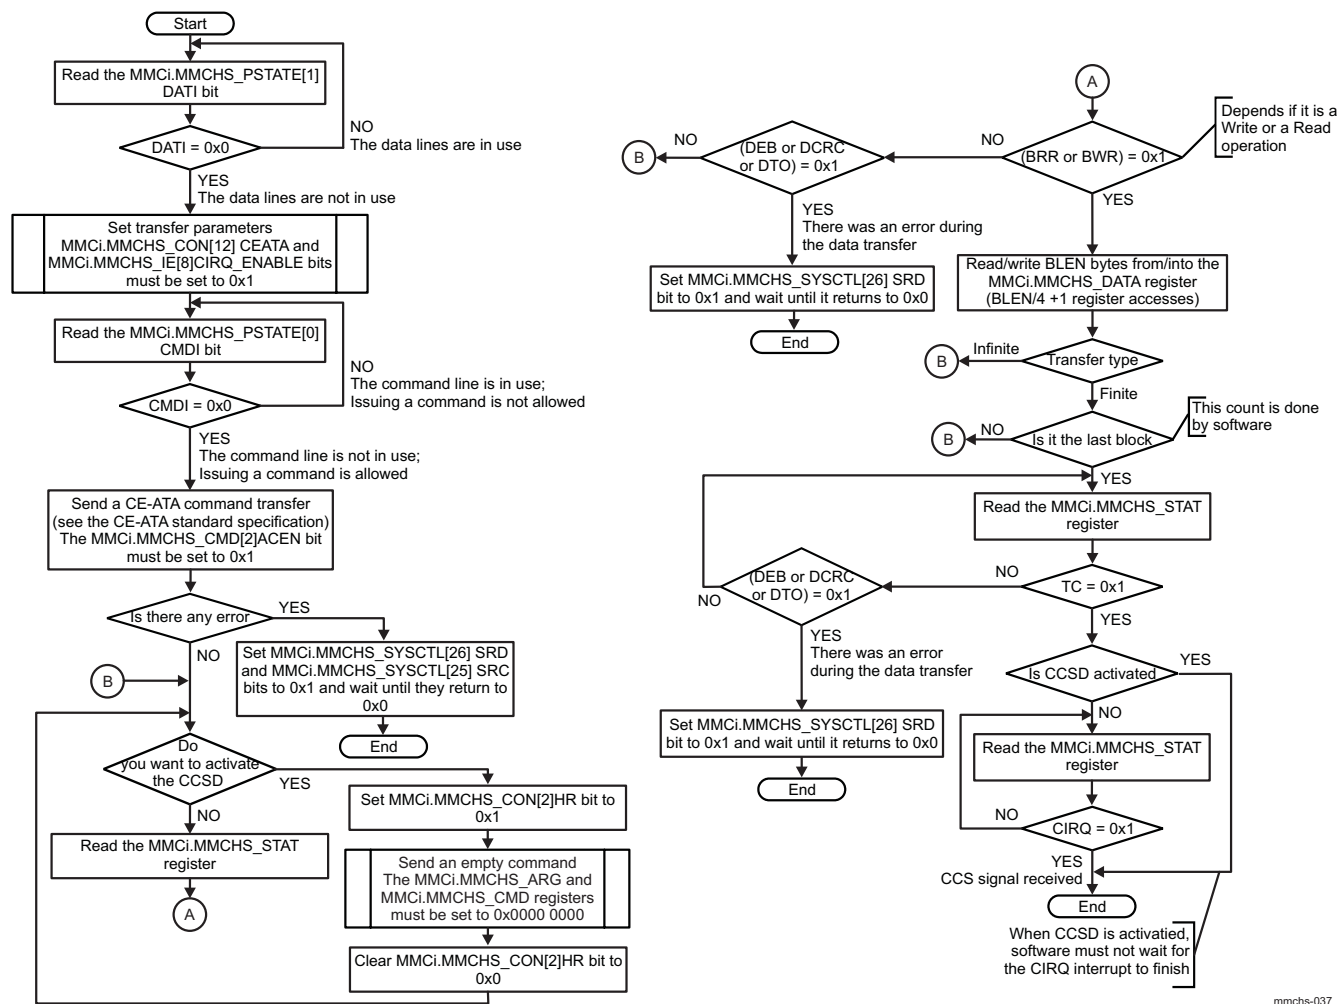 Start
Read the MMCi.MMCHS_PSTATE[1]
DATI bit
DATI = 0x0
NO
The data lines are in use
YES
The data lines are not in use
Set transfer parameters
MMCi.MMCHS_CON[12] CEATA and
MMCi.MMCHS_IE[8]CIRQ_ENABLE bits
must be set to 0x1
Read the MMCi.MMCHS_PSTATE[0]
CMDI bit
CMDI = 0x0
NO
The command line is in use;
Issuing a command is not allowed
YES
The command line is not in use;
Issuing a command is allowed
Send a CE-ATA command transfer
(see the CE-ATA standard specification)
The MMCi.MMCHS_CMD[2]ACEN bit
must be set to 0x1
Is there any error
YES
Set MMCi.MMCHS_SYSCTL[26] SRD
and MMCi.MMCHS_SYSCTL[25] SRC
bits to 0x1 and wait until they return to
0x0
End
NO
B
Do
you want to activate
the CCSD
YES
Set MMCi.MMCHS_CON[2]HR bit to
0x1
Send an empty command
The MMCi.MMCHS_ARG and
MMCi.MMCHS_CMD registers
must be set to 0x0000 0000
Clear MMCi.MMCHS_CON[2]HR bit to
0x0
NO
Read the MMCi.MMCHS_STAT
register
A
A
Depends if it is a
Write or a Read
operation
(BRR or BWR) = 0x1
NO
(DEB or DCRC
or DTO) = 0x1
NO
B
YES
There was an error during
the data transfer
Set MMCi.MMCHS_SYSCTL[26] SRD
bit to 0x1 and wait until it returns to 0x0
End
YES
Read/write BLEN bytes from/into the
MMCi.MMCHS_DATA register
(BLEN/4 +1 register accesses)
Transfer type
Infinite
B
Finite
Is it the last block
This count is done
by software
NO
B
YES
Read the MMCi.MMCHS_STAT
register
TC = 0x1
NO
(DEB or DCRC
or DTO) = 0x1
NO
YES
There was an error
during the data transfer
Set MMCi.MMCHS_SYSCTL[26] SRD
bit to 0x1 and wait until it returns to 0x0
End
YES
Is CCSD activated
YES
NO
Read the MMCi.MMCHS_STAT
register
CIRQ = 0x1
NO
YES
CCS signal received
End
When CCSD is activatied,
software must not wait for
the CIRQ interrupt to finish
mmchs-037